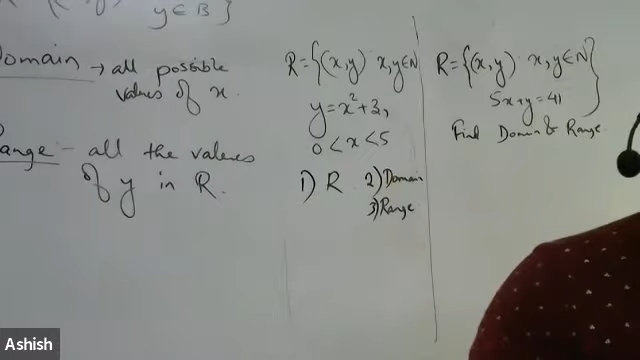 y ∈ B }
Domain → all possible
values of x.
ange - all the values
of y in R.
R = {(x, y) x, y ∈ N
y = x² + 3,
0 < x < 5
1) R 2) Domain
3) Range
R = {(x, y) x, y ∈ N}
5x + y = 41
Find Domain & Range
Ashish